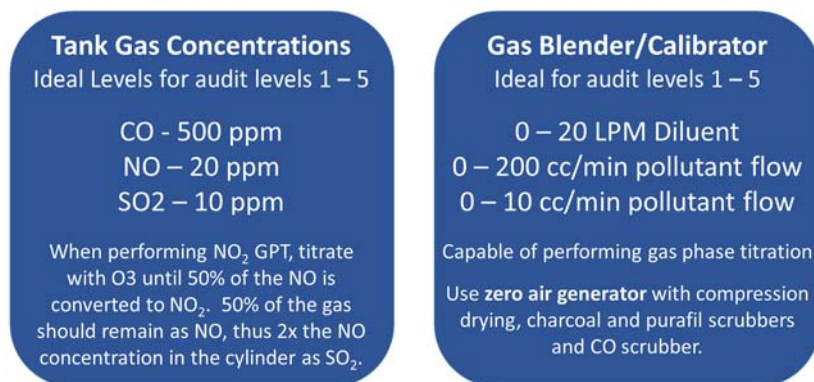 Tank Gas Concentrations
Ideal Levels for audit levels 1 – 5
CO - 500 ppm
NO – 20 ppm
SO2 – 10 ppm
When performing NO₂ GPT, titrate
with O3 until 50% of the NO is
converted to NO₂.  50% of the gas
should remain as NO, thus 2x the NO
concentration in the cylinder as SO₂.
Gas Blender/Calibrator
Ideal for audit levels 1 – 5
0 – 20 LPM Diluent
0 – 200 cc/min pollutant flow
0 – 10 cc/min pollutant flow
Capable of performing gas phase titration
Use zero air generator with compression
drying, charcoal and purafil scrubbers
and CO scrubber.